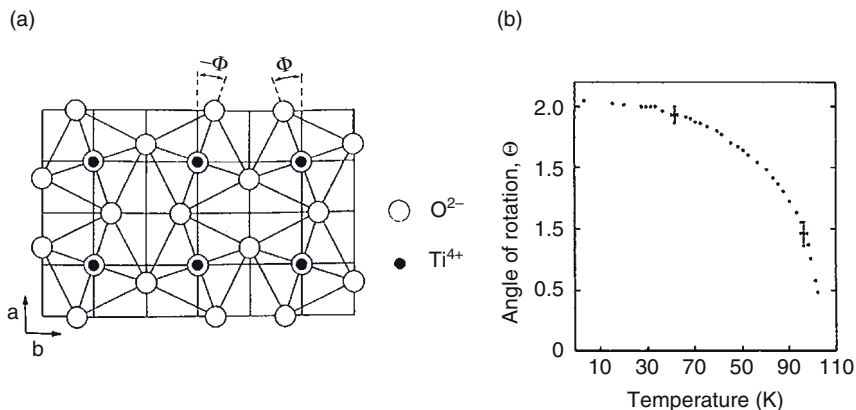 (a)
–Φ
Φ
a
b
O²⁻
Ti⁴⁺
(b)
Angle of rotation, Θ
2.0
1.5
1.5
0.5
0
10 30 70 50 90 110
Temperature (K)